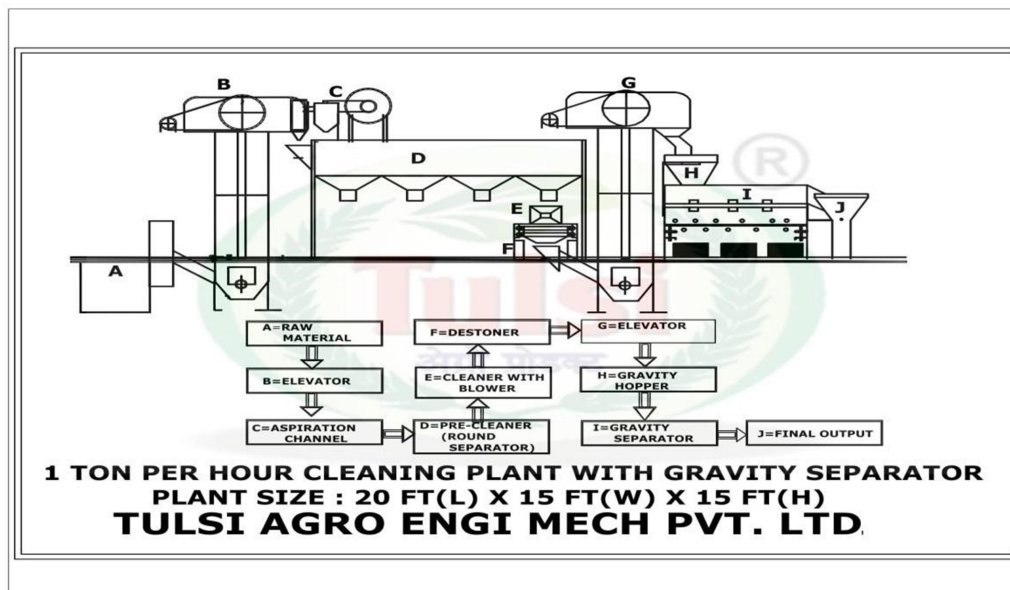 B
C
G
D
H
I
E
J
F
A
®
Tulsi
A=RAW
MATERIAL
B=ELEVATOR
C=ASPIRATION
CHANNEL
D=PRE-CLEANER
(ROUND
SEPARATOR)
E=CLEANER WITH
BLOWER
F=DESTONER
G=ELEVATOR
H=GRAVITY
HOPPER
I=GRAVITY
SEPARATOR
J=FINAL OUTPUT
1 TON PER HOUR CLEANING PLANT WITH GRAVITY SEPARATOR
PLANT SIZE : 20 FT(L) X 15 FT(W) X 15 FT(H)
TULSI AGRO ENGI MECH PVT. LTD.